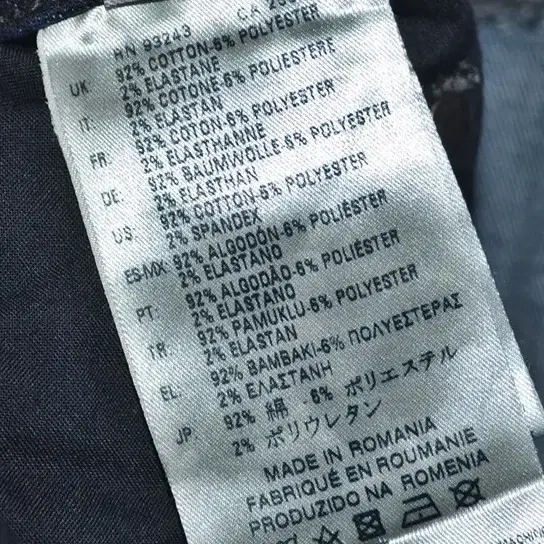 RN 93243 CA
UK: 92% COTTON-6% POLYESTER
2% ELASTANE
IT: 92% COTONE-6% POLIESTERE
2% ELASTAN
FR: 92% COTON-6% POLYESTER
2% ELASTHANNE
DE: 92% BAUMWOLLE-6% POLYESTER
2% ELASTHAN
US: 92% COTTON-6% POLYESTER
2% SPANDEX
ES-MX: 92% ALGODÓN-6% POLIÉSTER
2% ELASTANO
PT: 92% ALGODÃO-6% POLIÉSTER
2% ELASTANO
TR: 92% PAMUKLU-6% POLYESTER
2% ELASTAN
EL: 92% ΒΑΜΒΑΚΙ-6% ΠΟΛΥΕΣΤΕΡΑΣ
2% ΕΛΑΣΤΑΝΗ
JP: 92% 綿 -6% ポリエステル
2% ポリウレタン
MADE IN ROMANIA
FABRIQUÉ EN ROUMANIE
PRODUZIDO NA ROMENIA
MACHINE